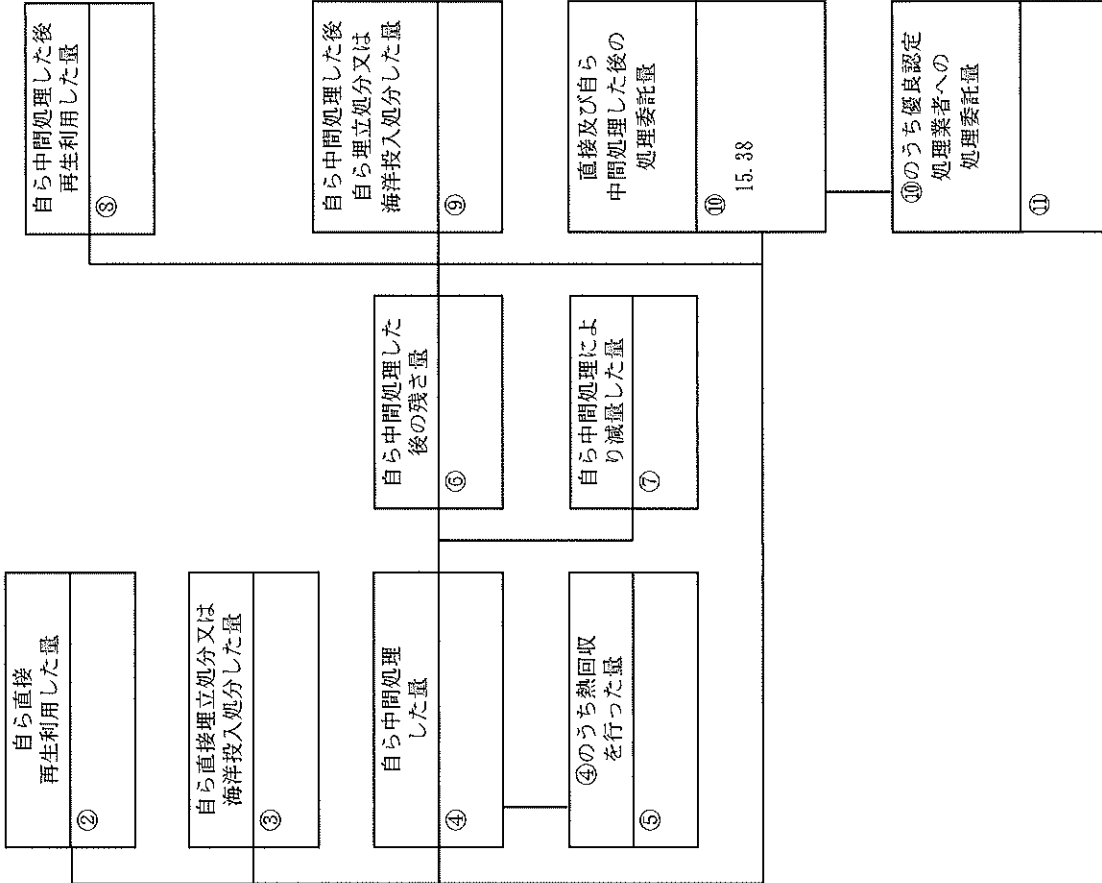 自ら直接
再生利用した量
②
自ら直接埋立処分又は
海洋投入処分した量
③
自ら中間処理
した量
④
④のうち熱回収
を行った量
⑤
自ら中間処理した
後の残さ量
⑥
自ら中間処理によ
り減量した量
⑦
自ら中間処理した後
再生利用した量
⑧
自ら中間処理した後
自ら埋立処分又は
海洋投入処分した量
⑨
直接及び自ら
中間処理した後の
処理委託量
⑩
15.38
⑩のうち優良認定
処理業者への
処理委託量
⑪